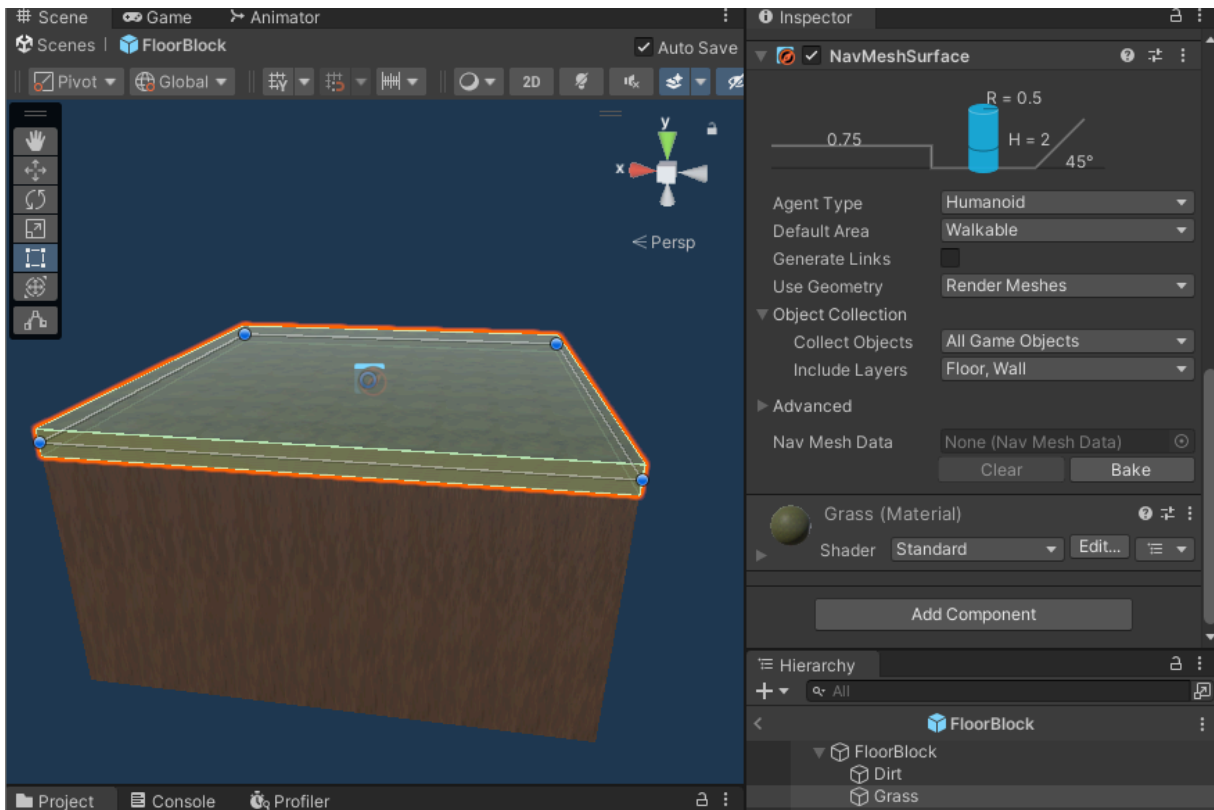 Scene
Game
Animator
Scenes | FloorBlock
Auto Save
Pivot
Global
2D
y
x
Persp
Inspector
NavMeshSurface
R = 0.5
0.75
H = 2
45°
Agent Type
Humanoid
Default Area
Walkable
Generate Links
Use Geometry
Render Meshes
Object Collection
Collect Objects
All Game Objects
Include Layers
Floor, Wall
Advanced
Nav Mesh Data
None (Nav Mesh Data)
Clear
Bake
Grass (Material)
Shader
Standard
Edit...
Add Component
Hierarchy
All
FloorBlock
FloorBlock
Dirt
Grass
Project
Console
Profiler